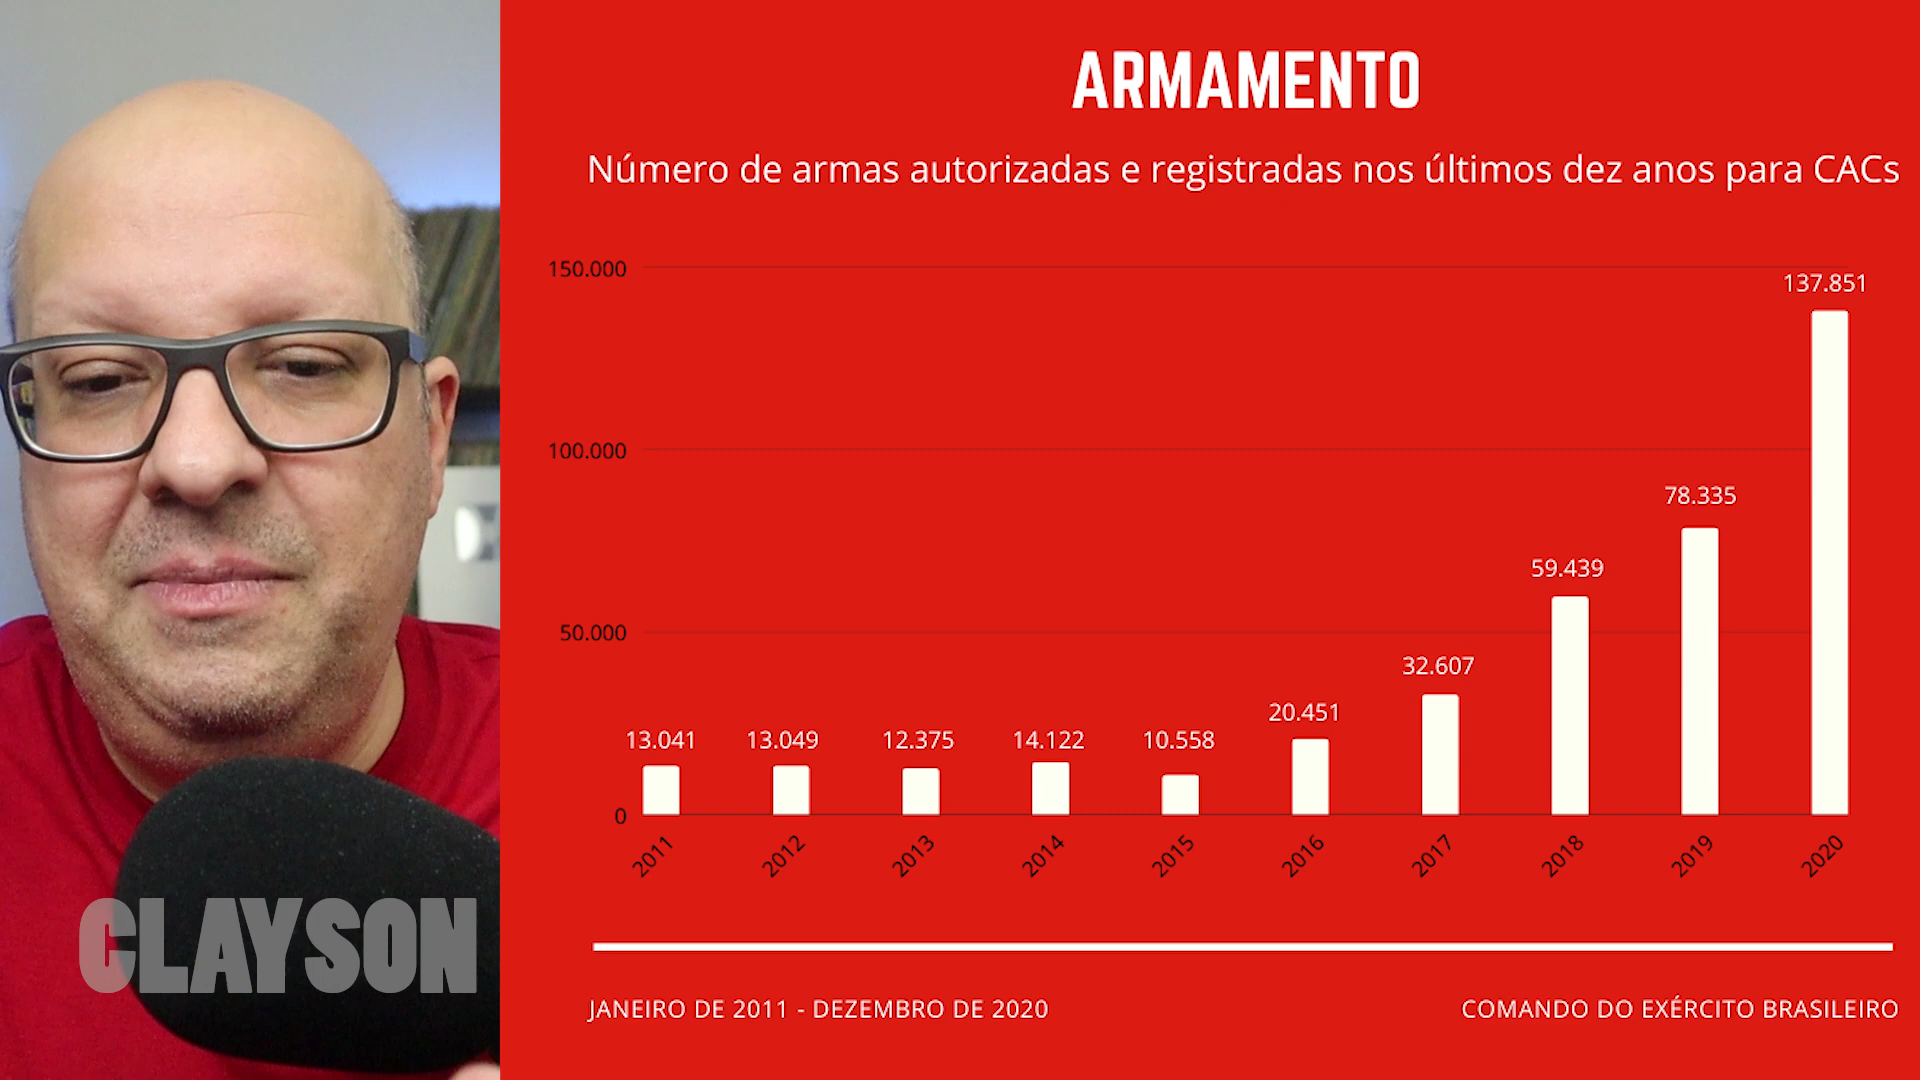 ARMAMENTO
Número de armas autorizadas e registradas nos últimos dez anos para CACs
150.000
137.851
100.000
78.335
59.439
50.000
32.607
20.451
13.041 13.049 12.375 14.122 10.558
0
2011 2012 2013 2014 2015 2016 2017 2018 2019 2020
CLAYSON
JANEIRO DE 2011 - DEZEMBRO DE 2020
COMANDO DO EXÉRCITO BRASILEIRO